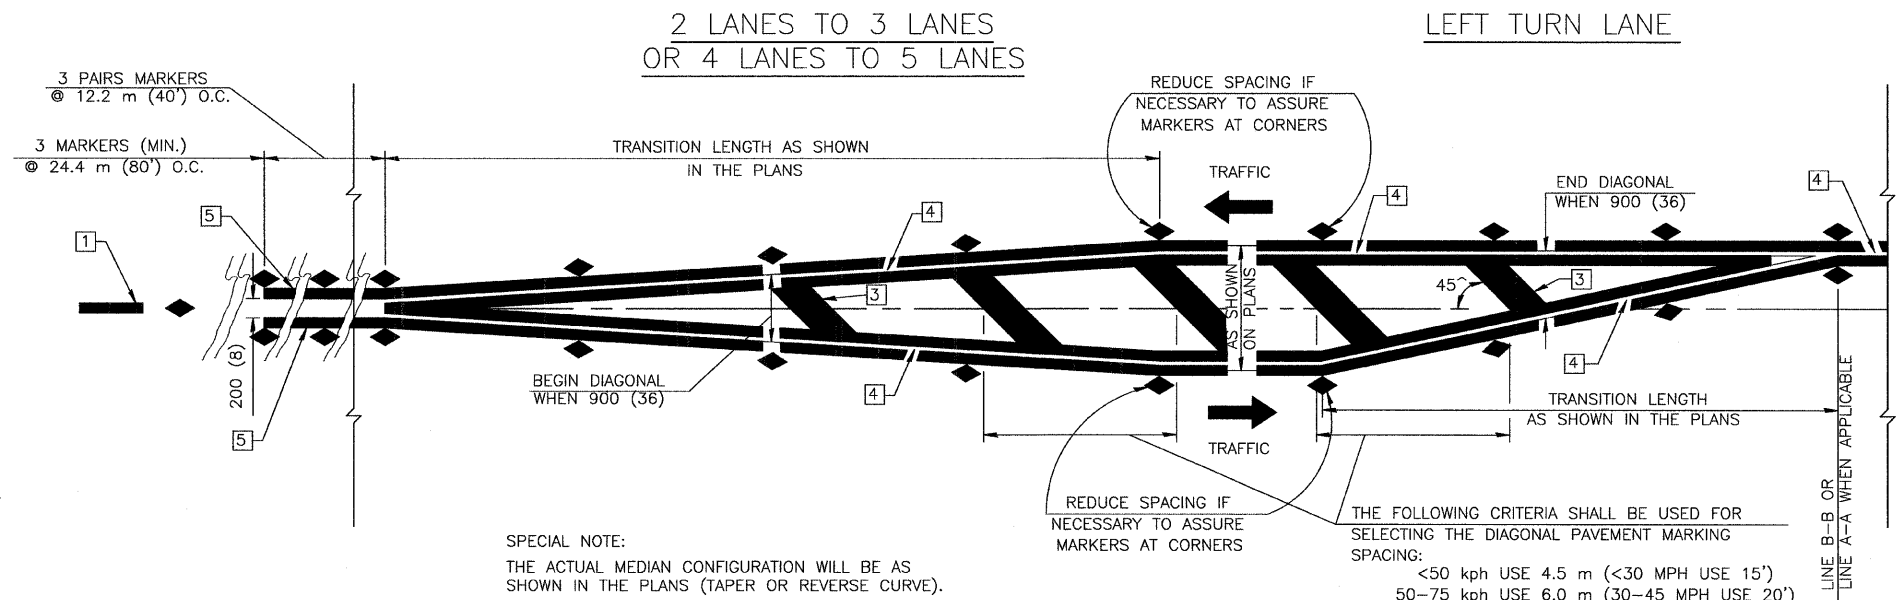 2 LANES TO 3 LANES
OR 4 LANES TO 5 LANES
LEFT TURN LANE
3 PAIRS MARKERS
@ 12.2 m (40') O.C.
3 MARKERS (MIN.)
@ 24.4 m (80') O.C.
TRANSITION LENGTH AS SHOWN
IN THE PLANS
REDUCE SPACING IF
NECESSARY TO ASSURE
MARKERS AT CORNERS
TRAFFIC
END DIAGONAL
WHEN 900 (36)
4
4
4
5
4
1
3
3
45°
AS SHOWN
ON PLANS
200 (8)
5
BEGIN DIAGONAL
WHEN 900 (36)
4
4
TRANSITION LENGTH
AS SHOWN IN THE PLANS
TRAFFIC
REDUCE SPACING IF
NECESSARY TO ASSURE
MARKERS AT CORNERS
THE FOLLOWING CRITERIA SHALL BE USED FOR
SELECTING THE DIAGONAL PAVEMENT MARKING
SPACING:
<50 kph USE 4.5 m (<30 MPH USE 15')
50-75 kph USE 6.0 m (30-45 MPH USE 20')
LINE B-B OR
LINE A-A WHEN APPLICABLE
SPECIAL NOTE:
THE ACTUAL MEDIAN CONFIGURATION WILL BE AS
SHOWN IN THE PLANS (TAPER OR REVERSE CURVE).